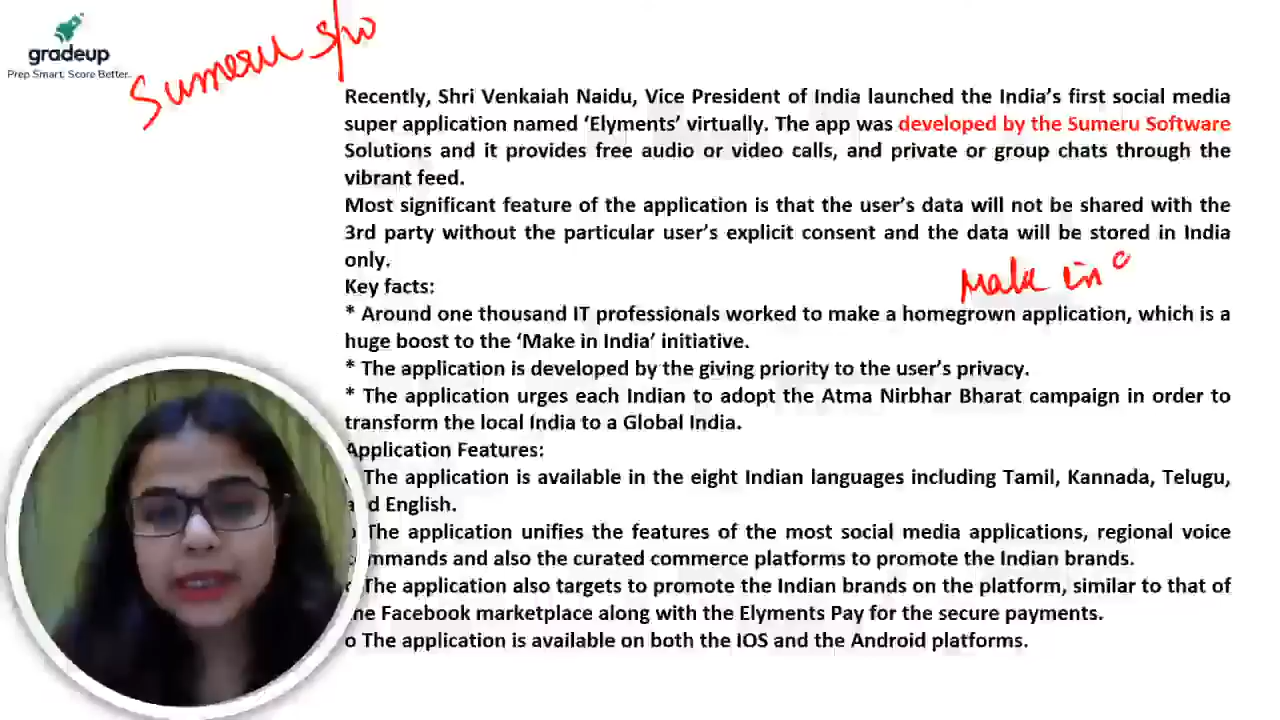 gradeup
Prep Smart. Score Better.
Sumeru s/w
Recently, Shri Venkaiah Naidu, Vice President of India launched the India's first social media
super application named ‘Elyments’ virtually. The app was developed by the Sumeru Software
Solutions and it provides free audio or video calls, and private or group chats through the
vibrant feed.
Most significant feature of the application is that the user's data will not be shared with the
3rd party without the particular user's explicit consent and the data will be stored in India
only.
Make in
Key facts:
* Around one thousand IT professionals worked to make a homegrown application, which is a
huge boost to the ‘Make in India’ initiative.
* The application is developed by the giving priority to the user's privacy.
* The application urges each Indian to adopt the Atma Nirbhar Bharat campaign in order to
transform the local India to a Global India.
Application Features:
The application is available in the eight Indian languages including Tamil, Kannada, Telugu,
and English.
The application unifies the features of the most social media applications, regional voice
commands and also the curated commerce platforms to promote the Indian brands.
The application also targets to promote the Indian brands on the platform, similar to that of
the Facebook marketplace along with the Elyments Pay for the secure payments.
o The application is available on both the IOS and the Android platforms.